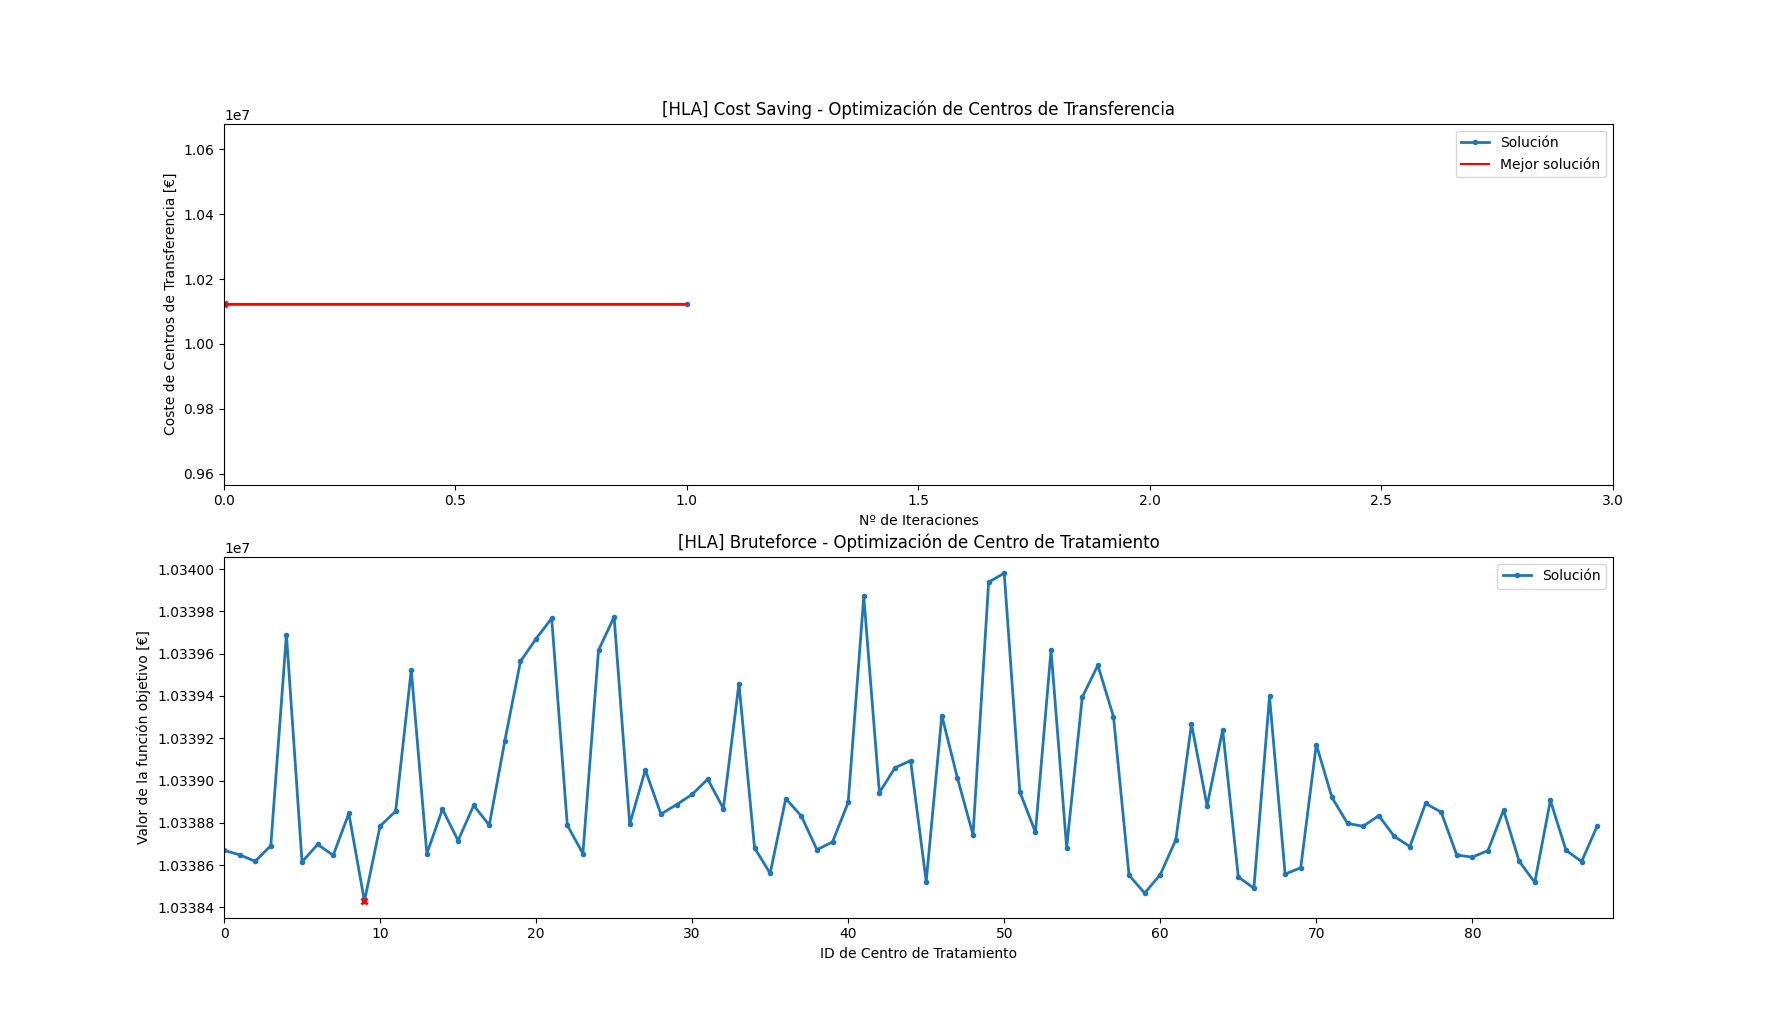 [HLA] Cost Saving - Optimización de Centros de Transferencia
1e7
1.06
1.04
1.02
1.00
0.98
0.96
Coste de Centros de Transferencia [€]
Solución
Mejor solución
0.0 0.5 1.0 1.5 2.0 2.5 3.0
Nº de Iteraciones
[HLA] Bruteforce - Optimización de Centro de Tratamiento
1e7
1.03400
1.03398
1.03396
1.03394
1.03392
1.03390
1.03388
1.03386
1.03384
Valor de la función objetivo [€]
Solución
0 10 20 30 40 50 60 70 80
ID de Centro de Tratamiento